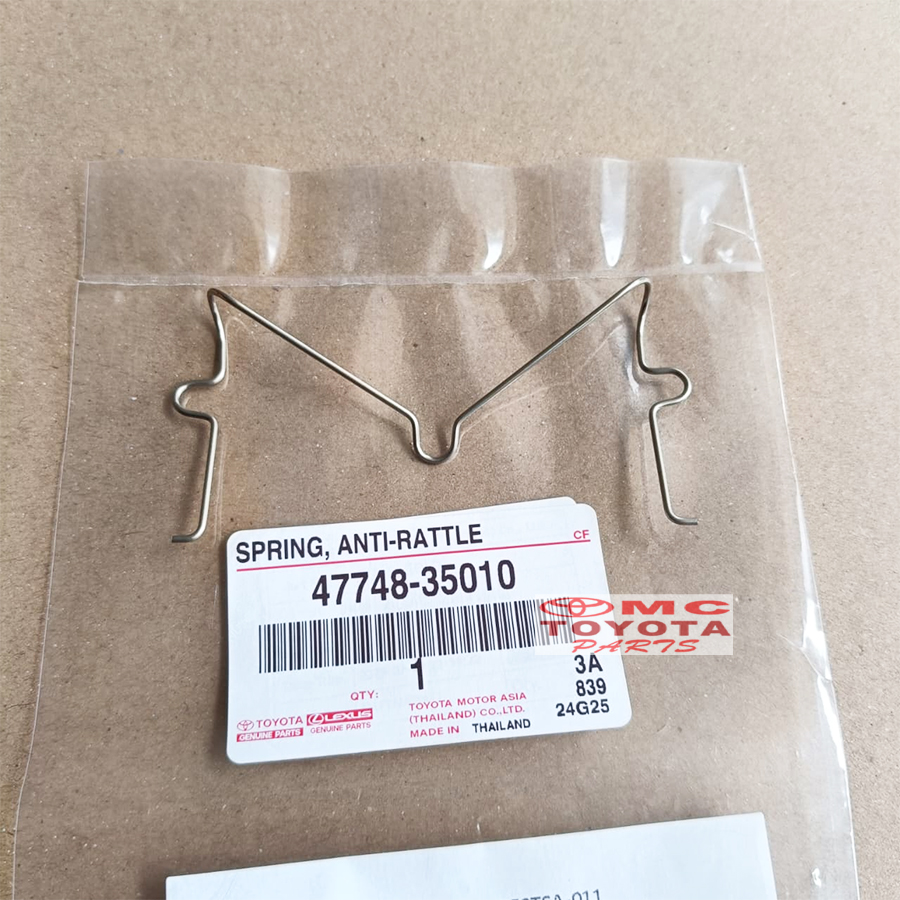 SPRING, ANTI-RATTLE
CF
47748-35010
OMC
TOYOTA
PARTS
QTY:
1
3A
839
24G25
TOYOTA
GENUINE PARTS
LEXUS
GENUINE PARTS
TOYOTA MOTOR ASIA
(THAILAND) CO.,LTD.
MADE IN THAILAND